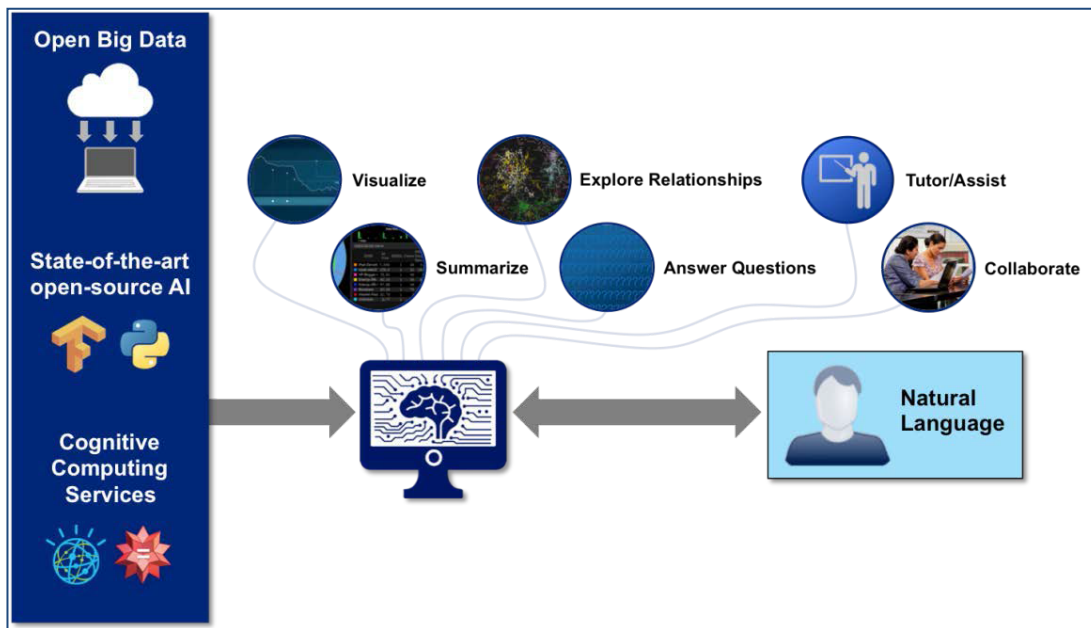 Open Big Data
State-of-the-art
open-source AI
Cognitive
Computing
Services
Visualize
Explore Relationships
Tutor/Assist
Summarize
Answer Questions
Collaborate
Natural
Language